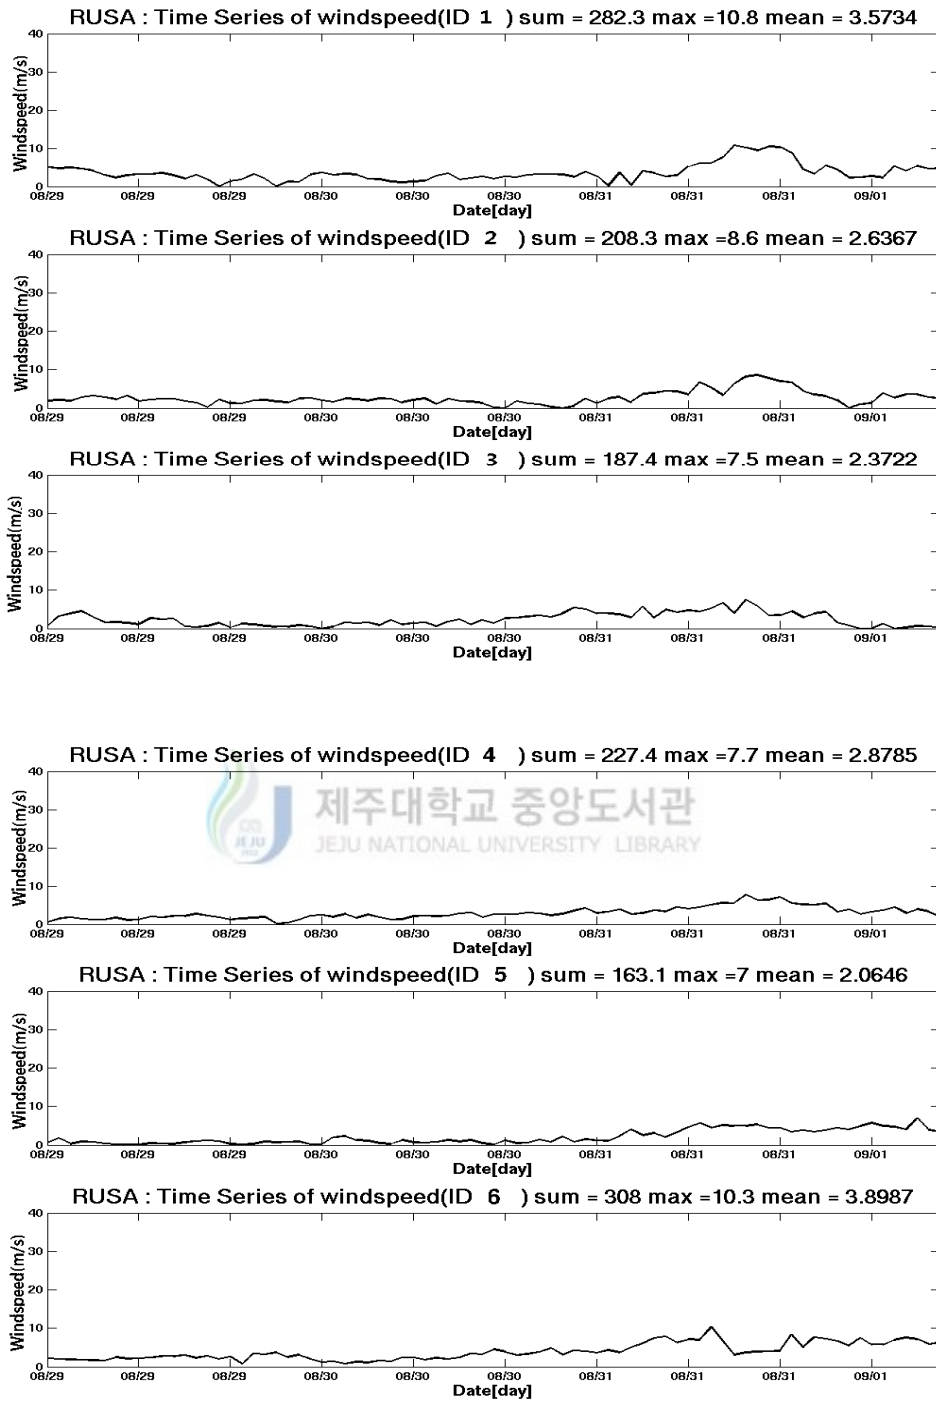 RUSA : Time Series of windspeed(ID 1 ) sum = 282.3 max =10.8 mean = 3.5734
Windspeed(m/s)
40
30
20
10
0
08/29 08/29 08/29 08/30 08/30 08/30 08/31 08/31 08/31 09/01
Date[day]
RUSA : Time Series of windspeed(ID 2 ) sum = 208.3 max =8.6 mean = 2.6367
Windspeed(m/s)
40
30
20
10
0
08/29 08/29 08/29 08/30 08/30 08/30 08/31 08/31 08/31 09/01
Date[day]
RUSA : Time Series of windspeed(ID 3 ) sum = 187.4 max =7.5 mean = 2.3722
Windspeed(m/s)
40
30
20
10
0
08/29 08/29 08/29 08/30 08/30 08/30 08/31 08/31 08/31 09/01
Date[day]
RUSA : Time Series of windspeed(ID 4 ) sum = 227.4 max =7.7 mean = 2.8785
Windspeed(m/s)
40
30
20
10
0
제주대학교 중앙도서관
JEJU NATIONAL UNIVERSITY LIBRARY
JEJU
1952
08/29 08/29 08/29 08/30 08/30 08/30 08/31 08/31 08/31 09/01
Date[day]
RUSA : Time Series of windspeed(ID 5 ) sum = 163.1 max =7 mean = 2.0646
Windspeed(m/s)
40
30
20
10
0
08/29 08/29 08/29 08/30 08/30 08/30 08/31 08/31 08/31 09/01
Date[day]
RUSA : Time Series of windspeed(ID 6 ) sum = 308 max =10.3 mean = 3.8987
Windspeed(m/s)
40
30
20
10
0
08/29 08/29 08/29 08/30 08/30 08/30 08/31 08/31 08/31 09/01
Date[day]